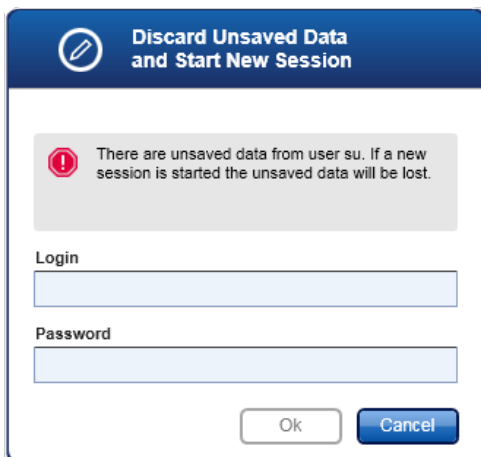 Discard Unsaved Data
and Start New Session
There are unsaved data from user su. If a new
session is started the unsaved data will be lost.
Login
Password
Ok
Cancel